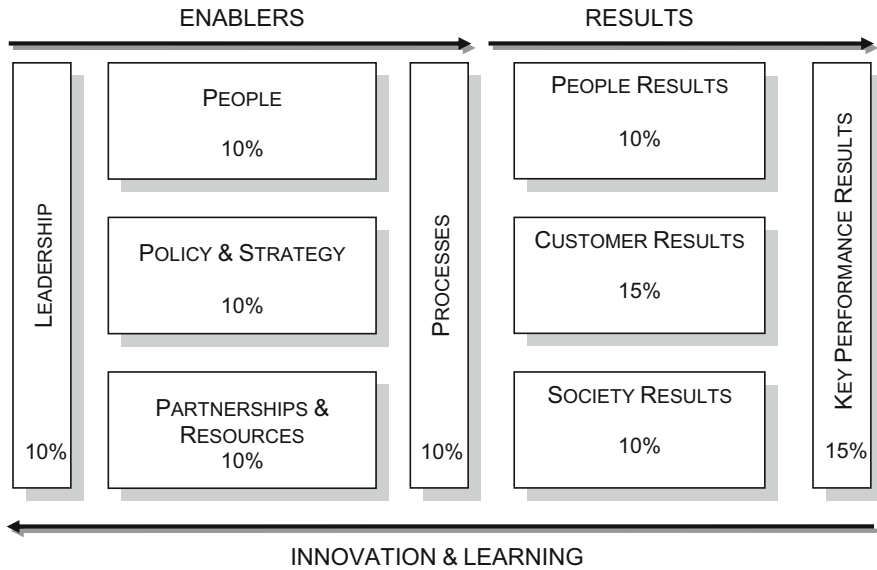 ENABLERS
RESULTS
LEADERSHIP
10%
PEOPLE
10%
POLICY & STRATEGY
10%
PARTNERSHIPS &
RESOURCES
10%
PROCESSES
10%
PEOPLE RESULTS
10%
CUSTOMER RESULTS
15%
SOCIETY RESULTS
10%
KEY PERFORMANCE RESULTS
15%
INNOVATION & LEARNING